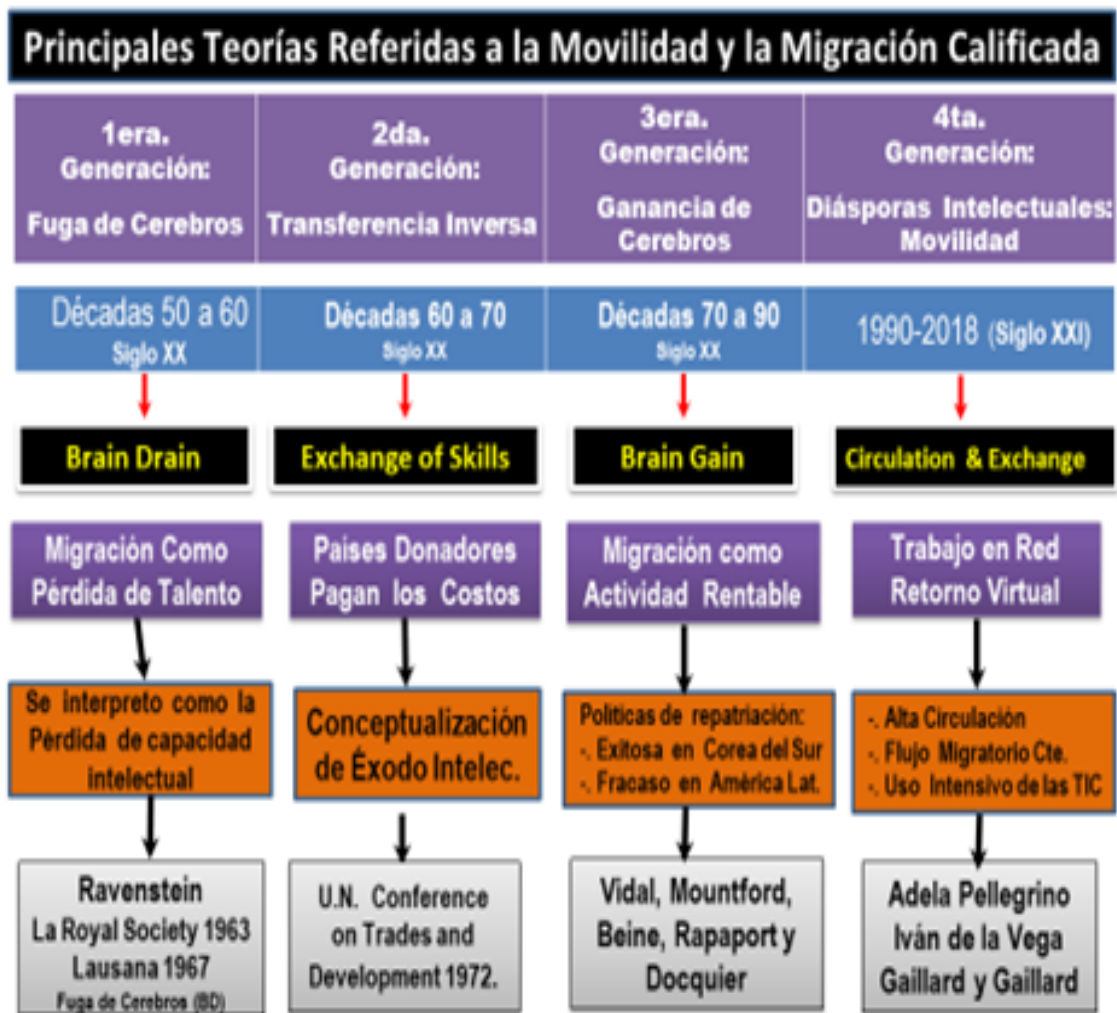 Principales Teorías Referidas a la Movilidad y la Migración Calificada
1era.
Generación:
Fuga de Cerebros
2da.
Generación:
Transferencia Inversa
3era.
Generación:
Ganancia de
Cerebros
4ta.
Generación:
Diásporas Intelectuales:
Movilidad
Décadas 50 a 60
Siglo XX
Décadas 60 a 70
Siglo XX
Décadas 70 a 90
Siglo XX
1990-2018 (Siglo XXI)
Brain Drain
Exchange of Skills
Brain Gain
Circulation & Exchange
Migración Como
Pérdida de Talento
Paises Donadores
Pagan los Costos
Migración como
Actividad Rentable
Trabajo en Red
Retorno Virtual
Se interpreto como la
Pérdida de capacidad
intelectual
Conceptualización
de Éxodo Intelec.
Políticas de repatriación:
-. Exitosa en Corea del Sur
-. Fracaso en América Lat.
-. Alta Circulación
-. Flujo Migratorio Cte.
-. Uso Intensivo de las TIC
Ravenstein
La Royal Society 1963
Lausana 1967
Fuga de Cerebros (BD)
U.N. Conference
on Trades and
Development 1972.
Vidal, Mountford,
Beine, Rapaport y
Docquier
Adela Pellegrino
Iván de la Vega
Gaillard y Gaillard